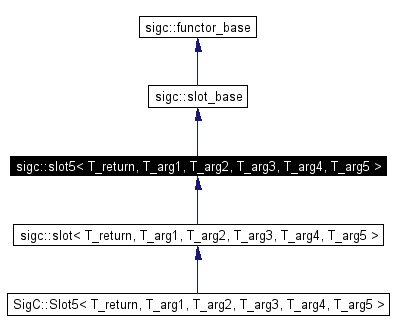 sigc::functor_base
sigc::slot_base
sigc::slot5< T_return, T_arg1, T_arg2, T_arg3, T_arg4, T_arg5 >
sigc::slot< T_return, T_arg1, T_arg2, T_arg3, T_arg4, T_arg5 >
SigC::Slot5< T_return, T_arg1, T_arg2, T_arg3, T_arg4, T_arg5 >